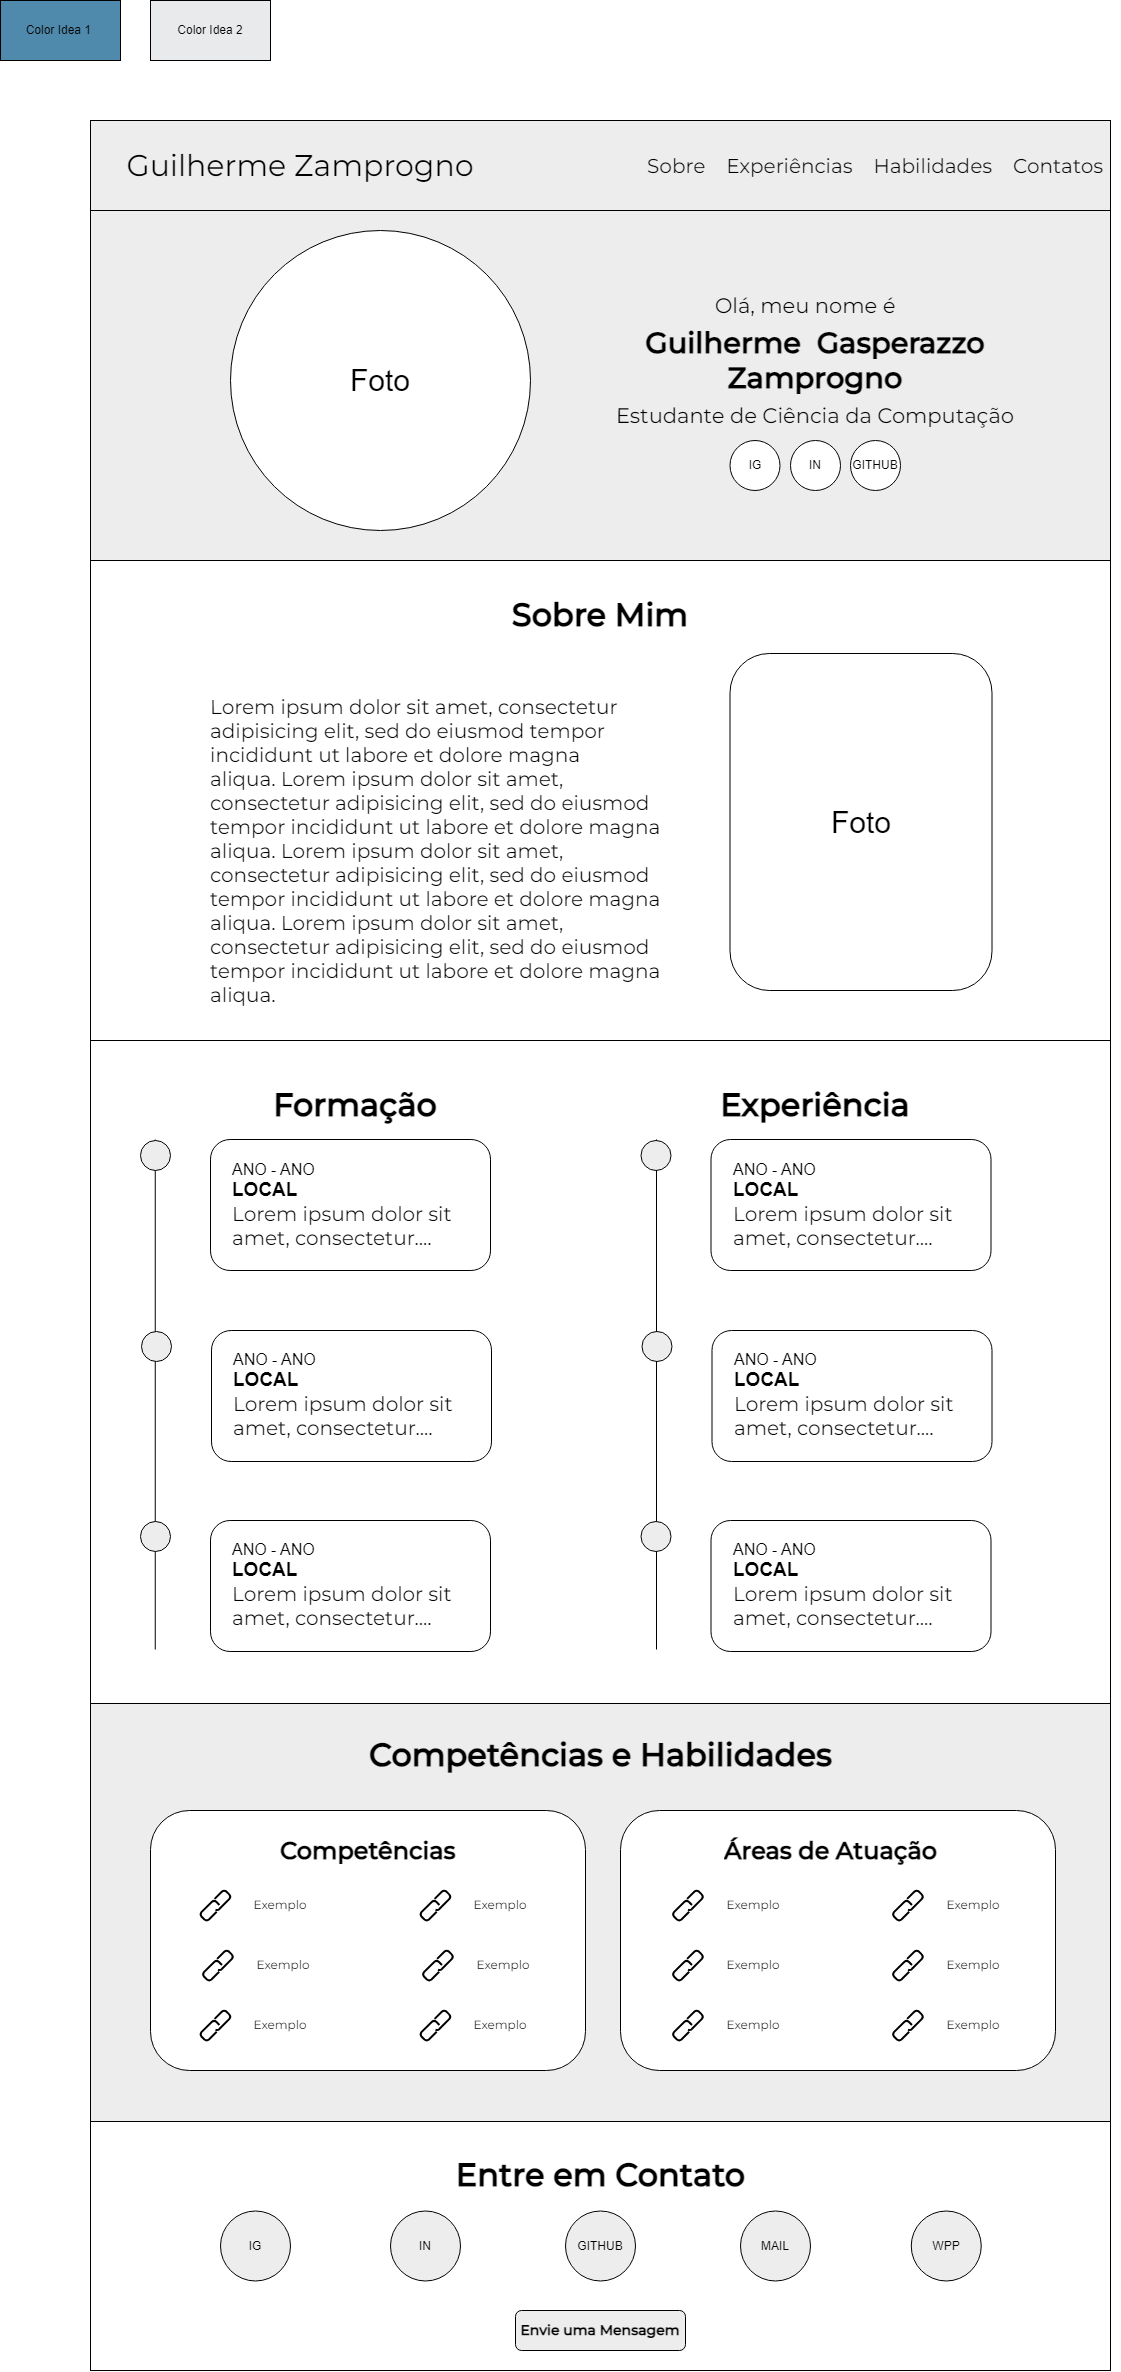 Color Idea 1
Color Idea 2
Guilherme Zamprogno
Sobre
Experiências
Habilidades
Contatos
Foto
Olá, meu nome é
Guilherme Gasperazzo
Zamprogno
Estudante de Ciência da Computação
IG
IN
GITHUB
Sobre Mim
Lorem ipsum dolor sit amet, consectetur
adipisicing elit, sed do eiusmod tempor
incididunt ut labore et dolore magna
aliqua. Lorem ipsum dolor sit amet,
consectetur adipisicing elit, sed do eiusmod
tempor incididunt ut labore et dolore magna
aliqua. Lorem ipsum dolor sit amet,
consectetur adipisicing elit, sed do eiusmod
tempor incididunt ut labore et dolore magna
aliqua. Lorem ipsum dolor sit amet,
consectetur adipisicing elit, sed do eiusmod
tempor incididunt ut labore et dolore magna
aliqua.
Foto
Formação
ANO - ANO
LOCAL
Lorem ipsum dolor sit
amet, consectetur....
ANO - ANO
LOCAL
Lorem ipsum dolor sit
amet, consectetur....
ANO - ANO
LOCAL
Lorem ipsum dolor sit
amet, consectetur....
Experiência
ANO - ANO
LOCAL
Lorem ipsum dolor sit
amet, consectetur....
ANO - ANO
LOCAL
Lorem ipsum dolor sit
amet, consectetur....
ANO - ANO
LOCAL
Lorem ipsum dolor sit
amet, consectetur....
Competências e Habilidades
Competências
Exemplo
Exemplo
Exemplo
Exemplo
Exemplo
Exemplo
Áreas de Atuação
Exemplo
Exemplo
Exemplo
Exemplo
Exemplo
Exemplo
Entre em Contato
IG
IN
GITHUB
MAIL
WPP
Envie uma Mensagem